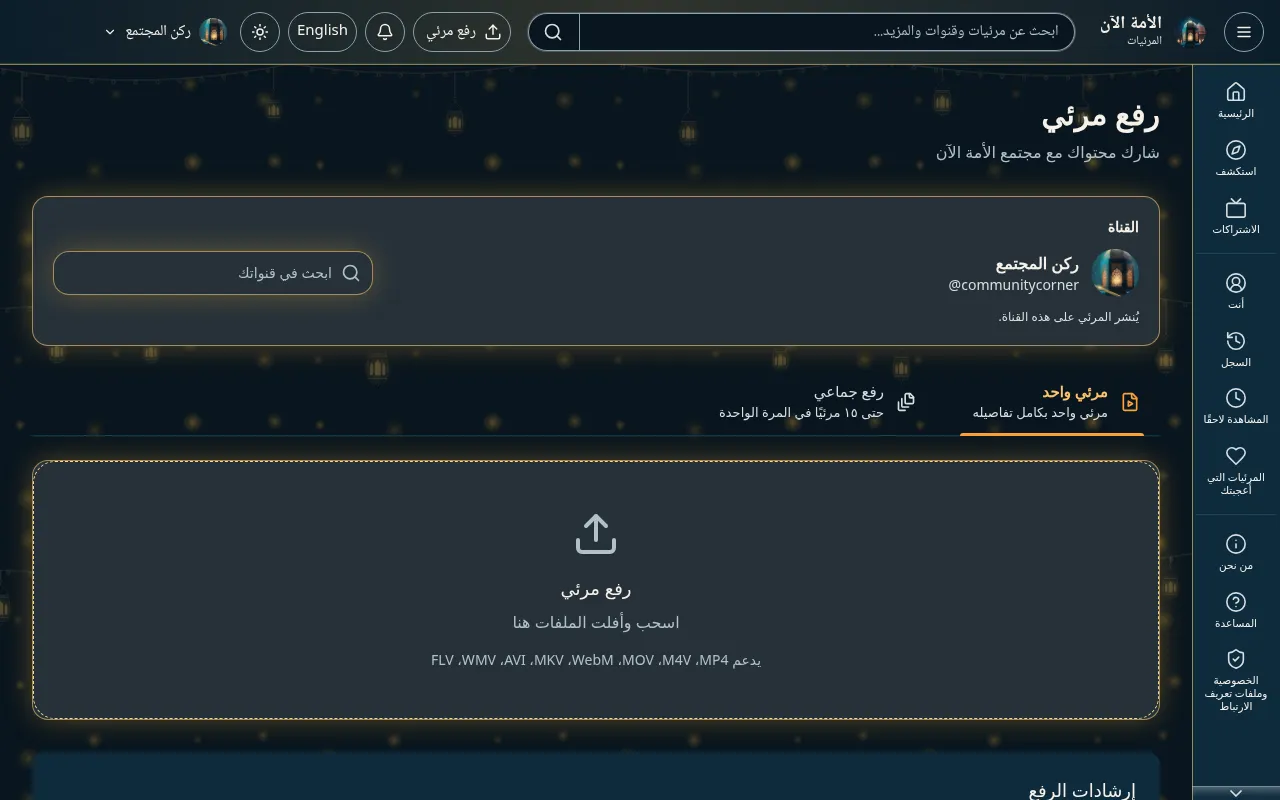 الأمة الآن
المرئيات
ابحث عن مرئيات وقنوات والمزيد...
رفع مرئي
English
ركن المجتمع
الرئيسية
استكشف
الاشتراكات
أنت
السجل
المشاهدة لاحقًا
المرئيات التي
أعجبتك
من نحن
المساعدة
الخصوصية
وملفات تعريف
الارتباط
رفع مرئي
شارك محتواك مع مجتمع الأمة الآن
القناة
ركن المجتمع
@communitycorner
يُنشر المرئي على هذه القناة.
ابحث في قنواتك
مرئي واحد
مرئي واحد بكامل تفاصيله
رفع جماعي
حتى ١٥ مرئيًا في المرة الواحدة
رفع مرئي
اسحب وأفلت الملفات هنا
يدعم MP4، M4V، MOV، WebM، MKV، AVI، WMV، FLV
إرشادات الرفع